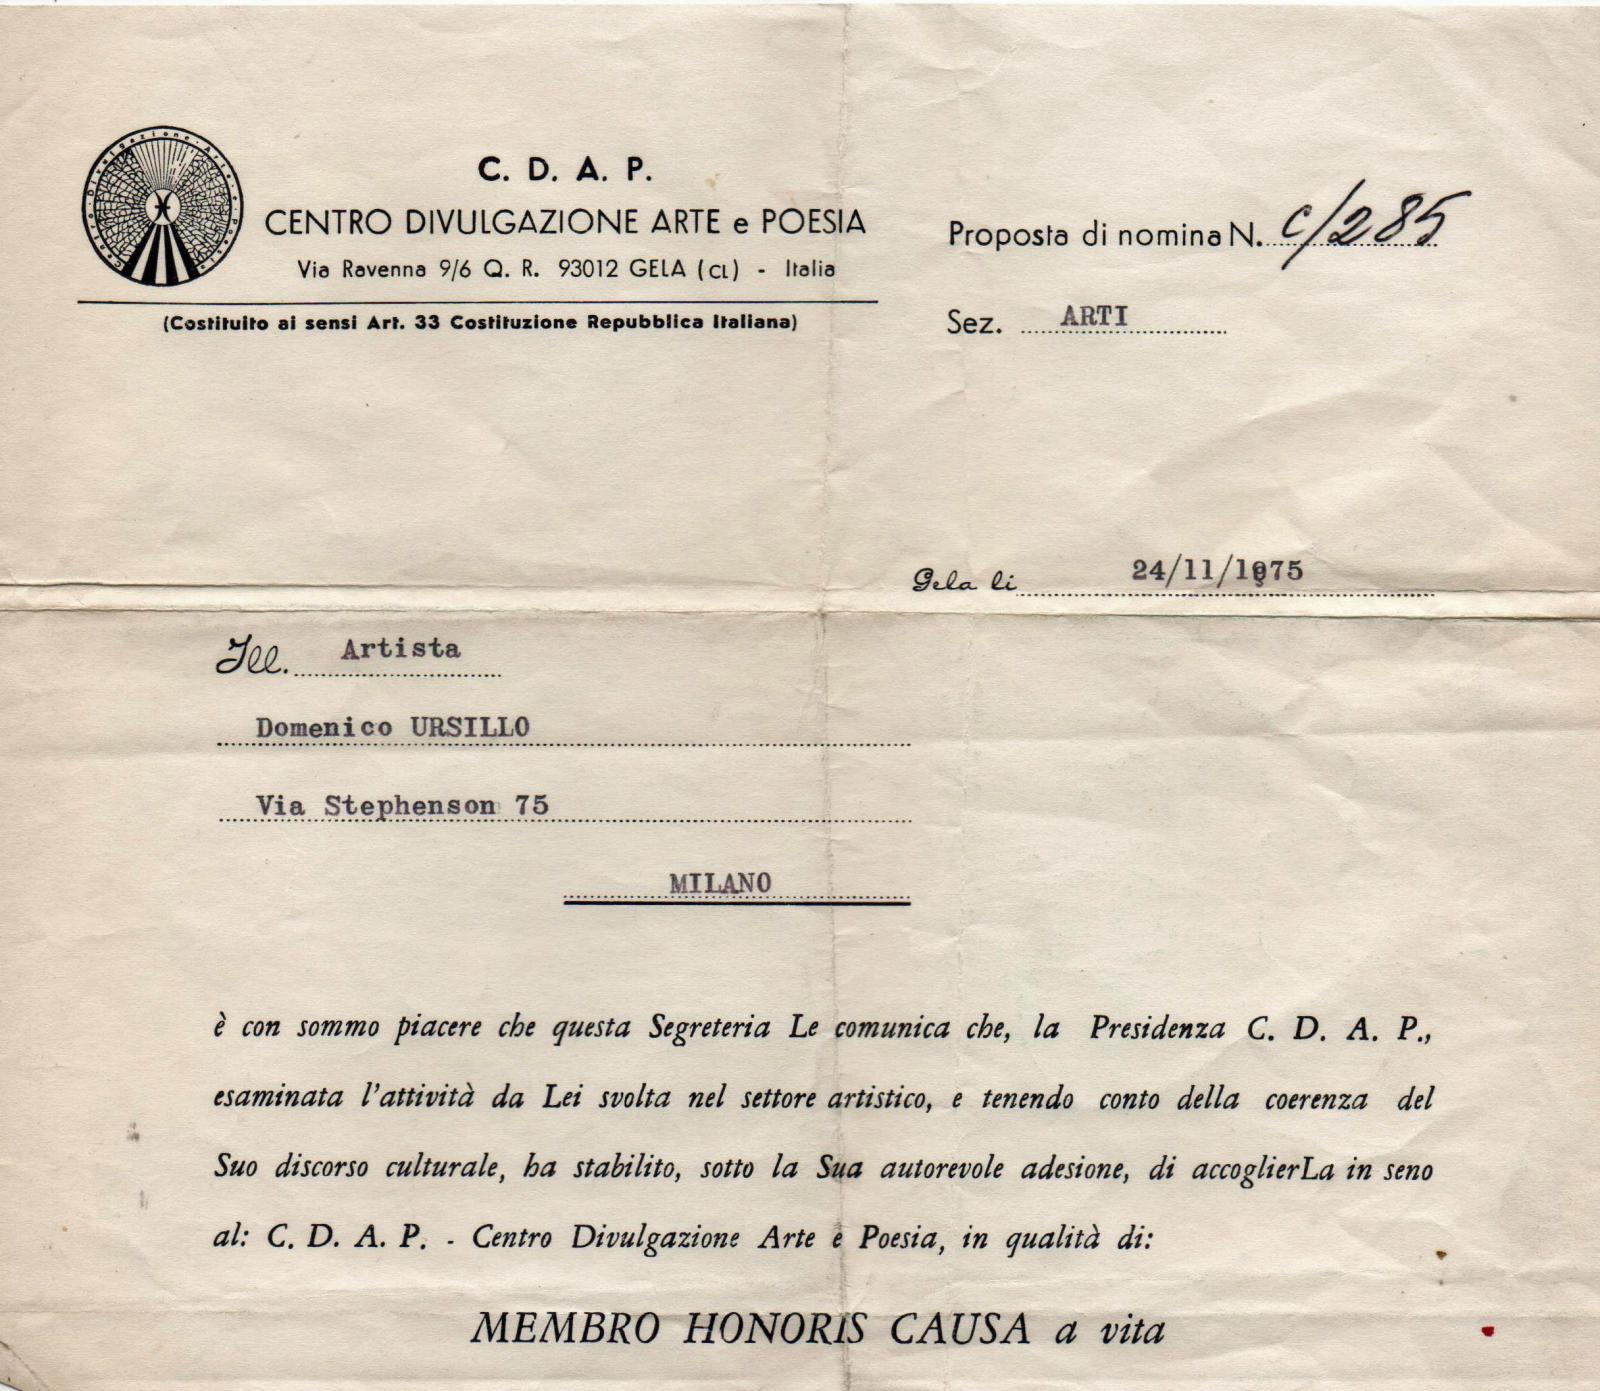 Centro Divulgazione Arte e Poesia
C. D. A. P.
CENTRO DIVULGAZIONE ARTE e POESIA
Via Ravenna 9/6 Q. R. 93012 GELA (CL) - Italia
(Costituito ai sensi Art. 33 Costituzione Repubblica Italiana)
Proposta di nomina N. C/285
Sez. ARTI
Gela li 24/11/1975
Ill. Artista
Domenico URSILLO
Via Stephenson 75
MILANO
è con sommo piacere che questa Segreteria Le comunica che, la Presidenza C. D. A. P.,
esaminata l'attività da Lei svolta nel settore artistico, e tenendo conto della coerenza del
Suo discorso culturale, ha stabilito, sotto la Sua autorevole adesione, di accoglierLa in seno
al: C. D. A. P. - Centro Divulgazione Arte e Poesia, in qualità di:
MEMBRO HONORIS CAUSA a vita